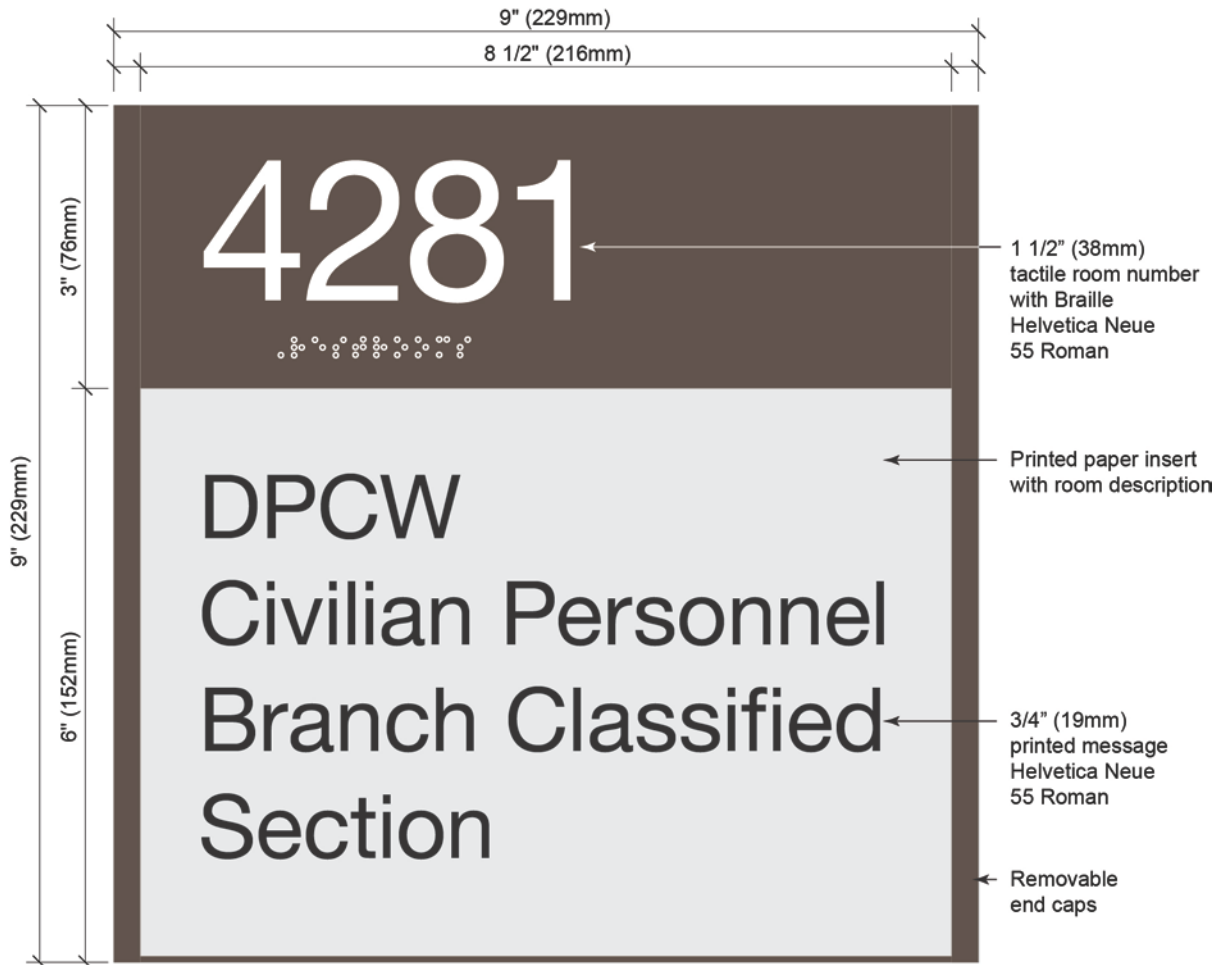 9" (229mm)
8 1/2" (216mm)
3" (76mm)
9" (229mm)
6" (152mm)
4281
DPCW
Civilian Personnel
Branch Classified
Section
1 1/2” (38mm)
tactile room number
with Braille
Helvetica Neue
55 Roman
Printed paper insert
with room description
3/4” (19mm)
printed message
Helvetica Neue
55 Roman
Removable
end caps